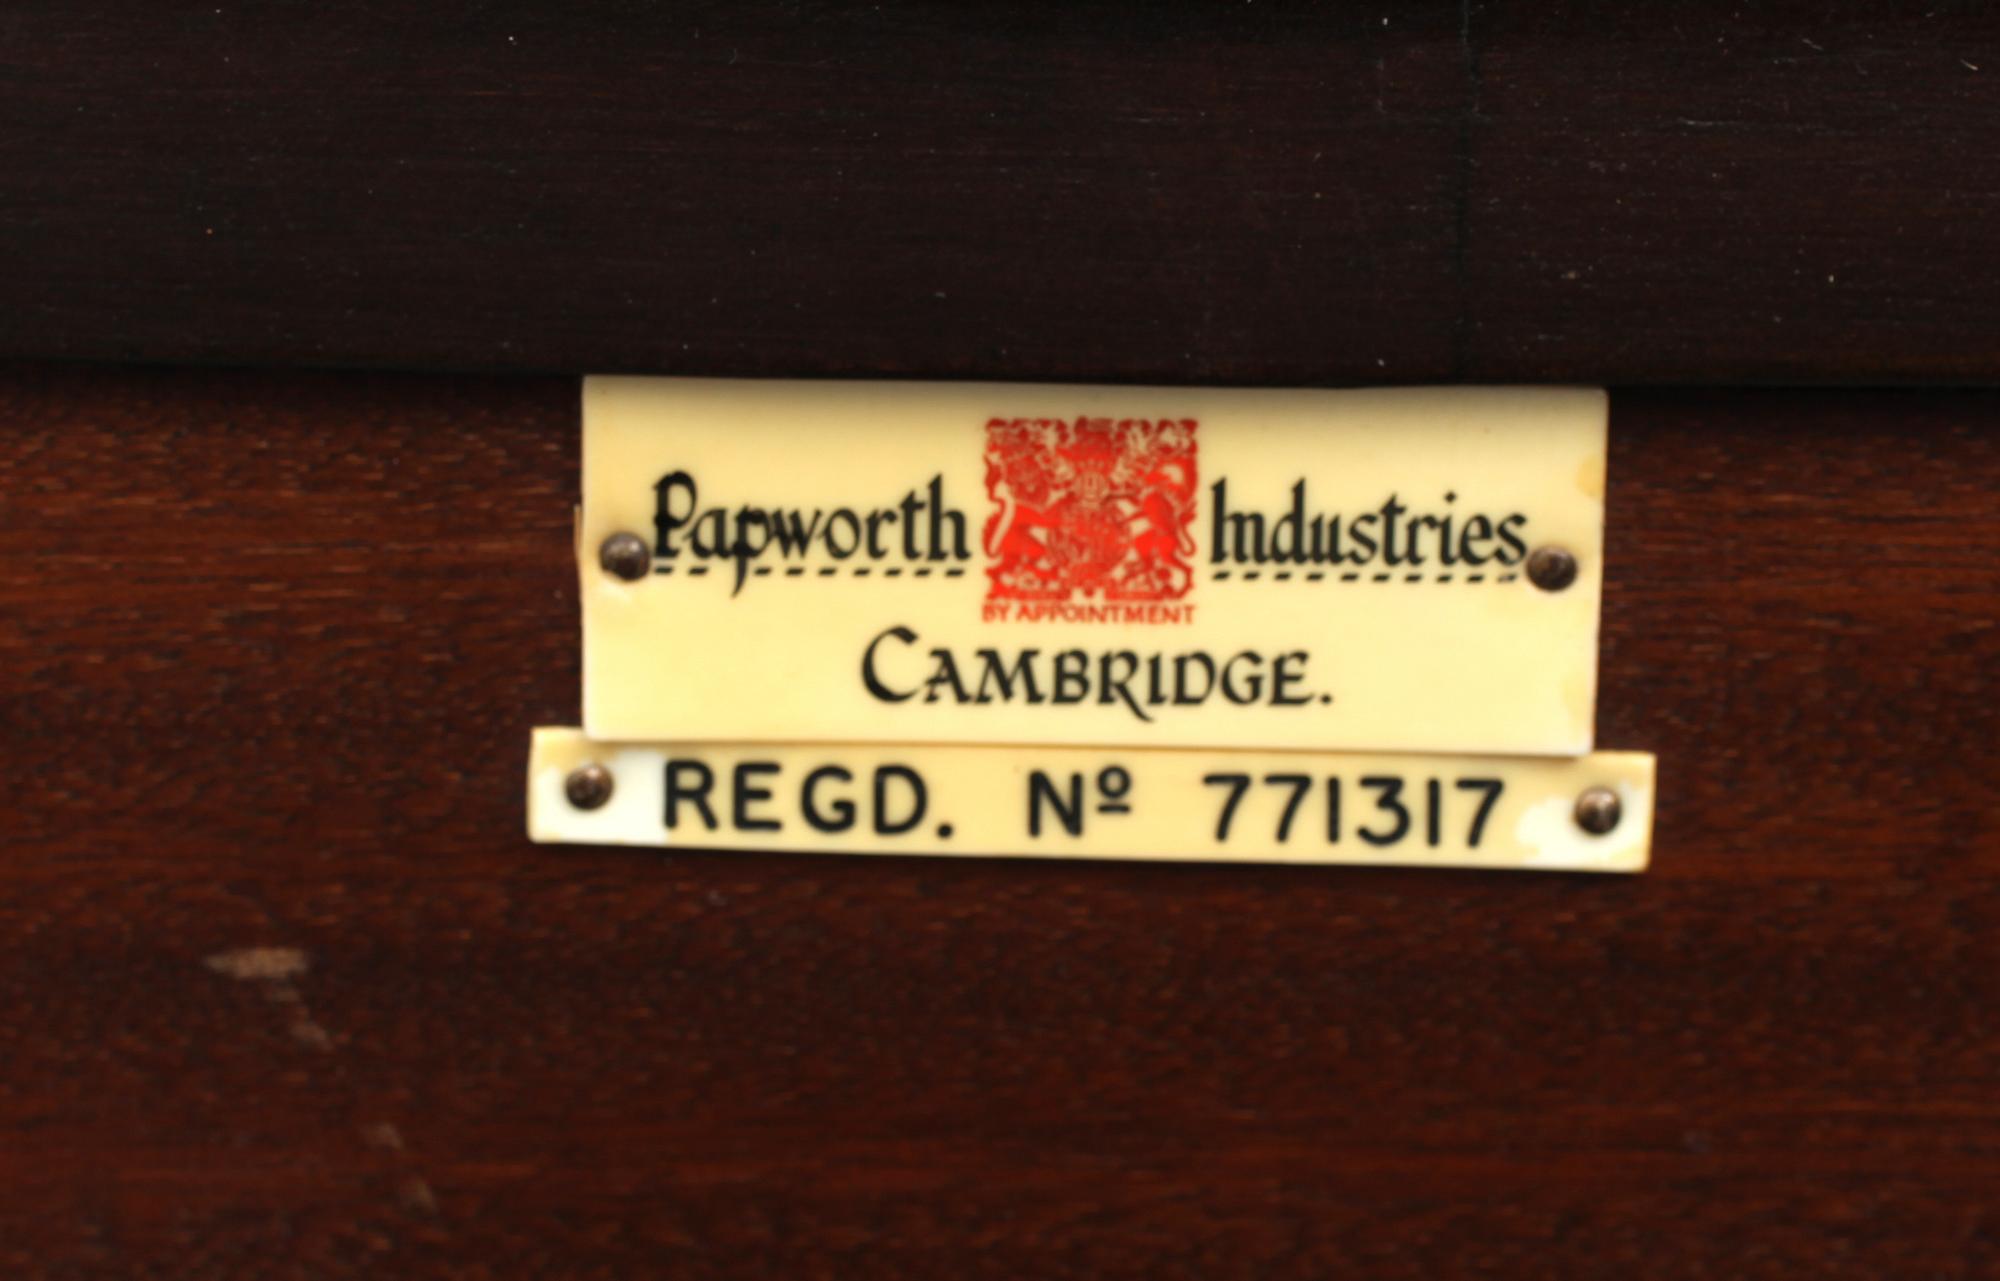 Papworth Industries
BY APPOINTMENT
CAMBRIDGE.
REGD. Nº 771317